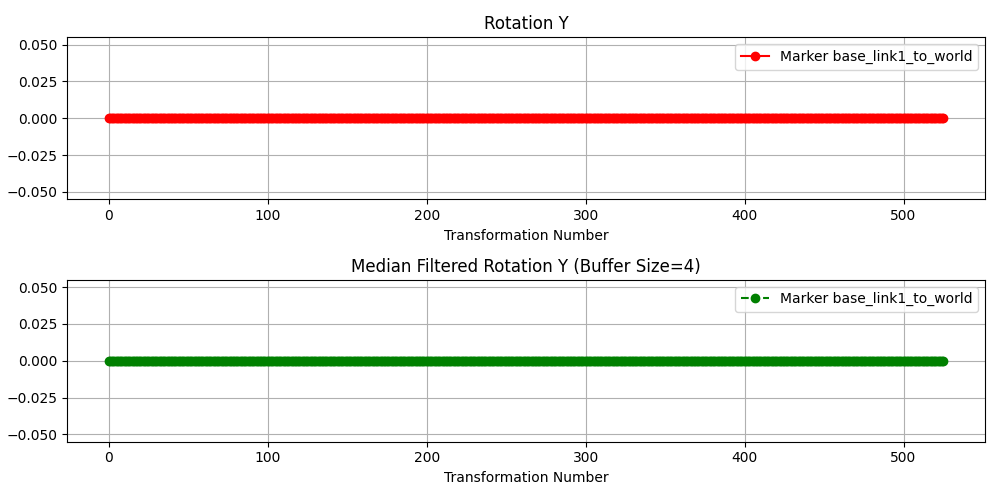 Rotation Y
0.050
0.025
0.000
−0.025
−0.050
Marker base_link1_to_world
0 100 200 300 400 500
Transformation Number
Median Filtered Rotation Y (Buffer Size=4)
0.050
0.025
0.000
−0.025
−0.050
Marker base_link1_to_world
0 100 200 300 400 500
Transformation Number